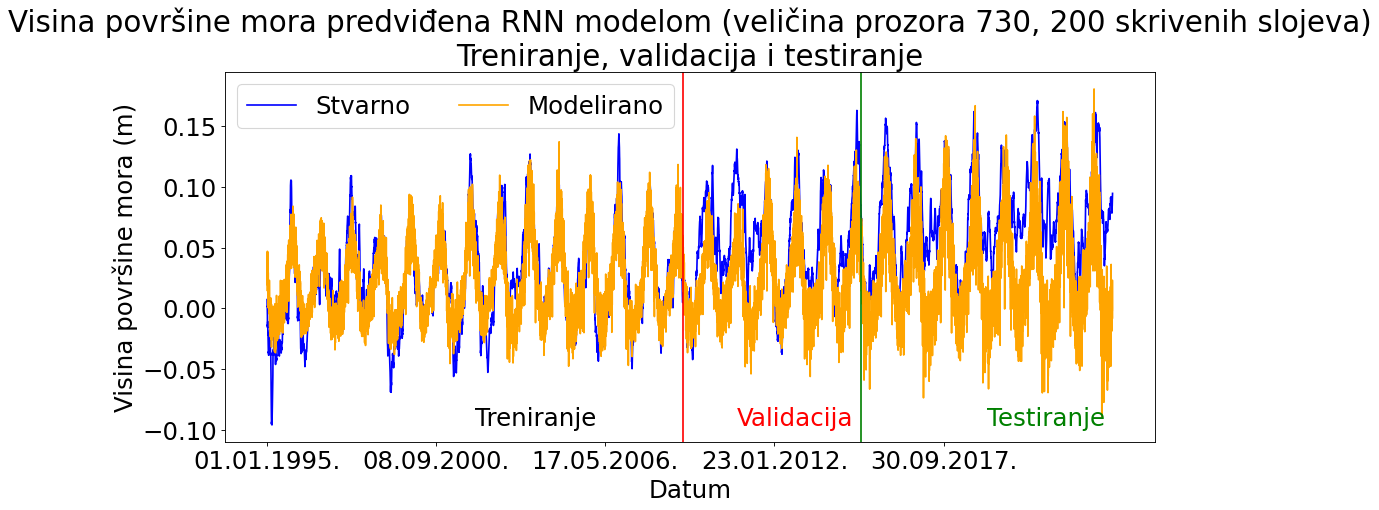 Visina površine mora predviđena RNN modelom (veličina prozora 730, 200 skrivenih slojeva)
Treniranje, validacija i testiranje
Stvarno
Modelirano
Visina površine mora (m)
0.15
0.10
0.05
0.00
−0.05
−0.10
Treniranje
Validacija
Testiranje
01.01.1995.
08.09.2000.
17.05.2006.
23.01.2012.
30.09.2017.
Datum